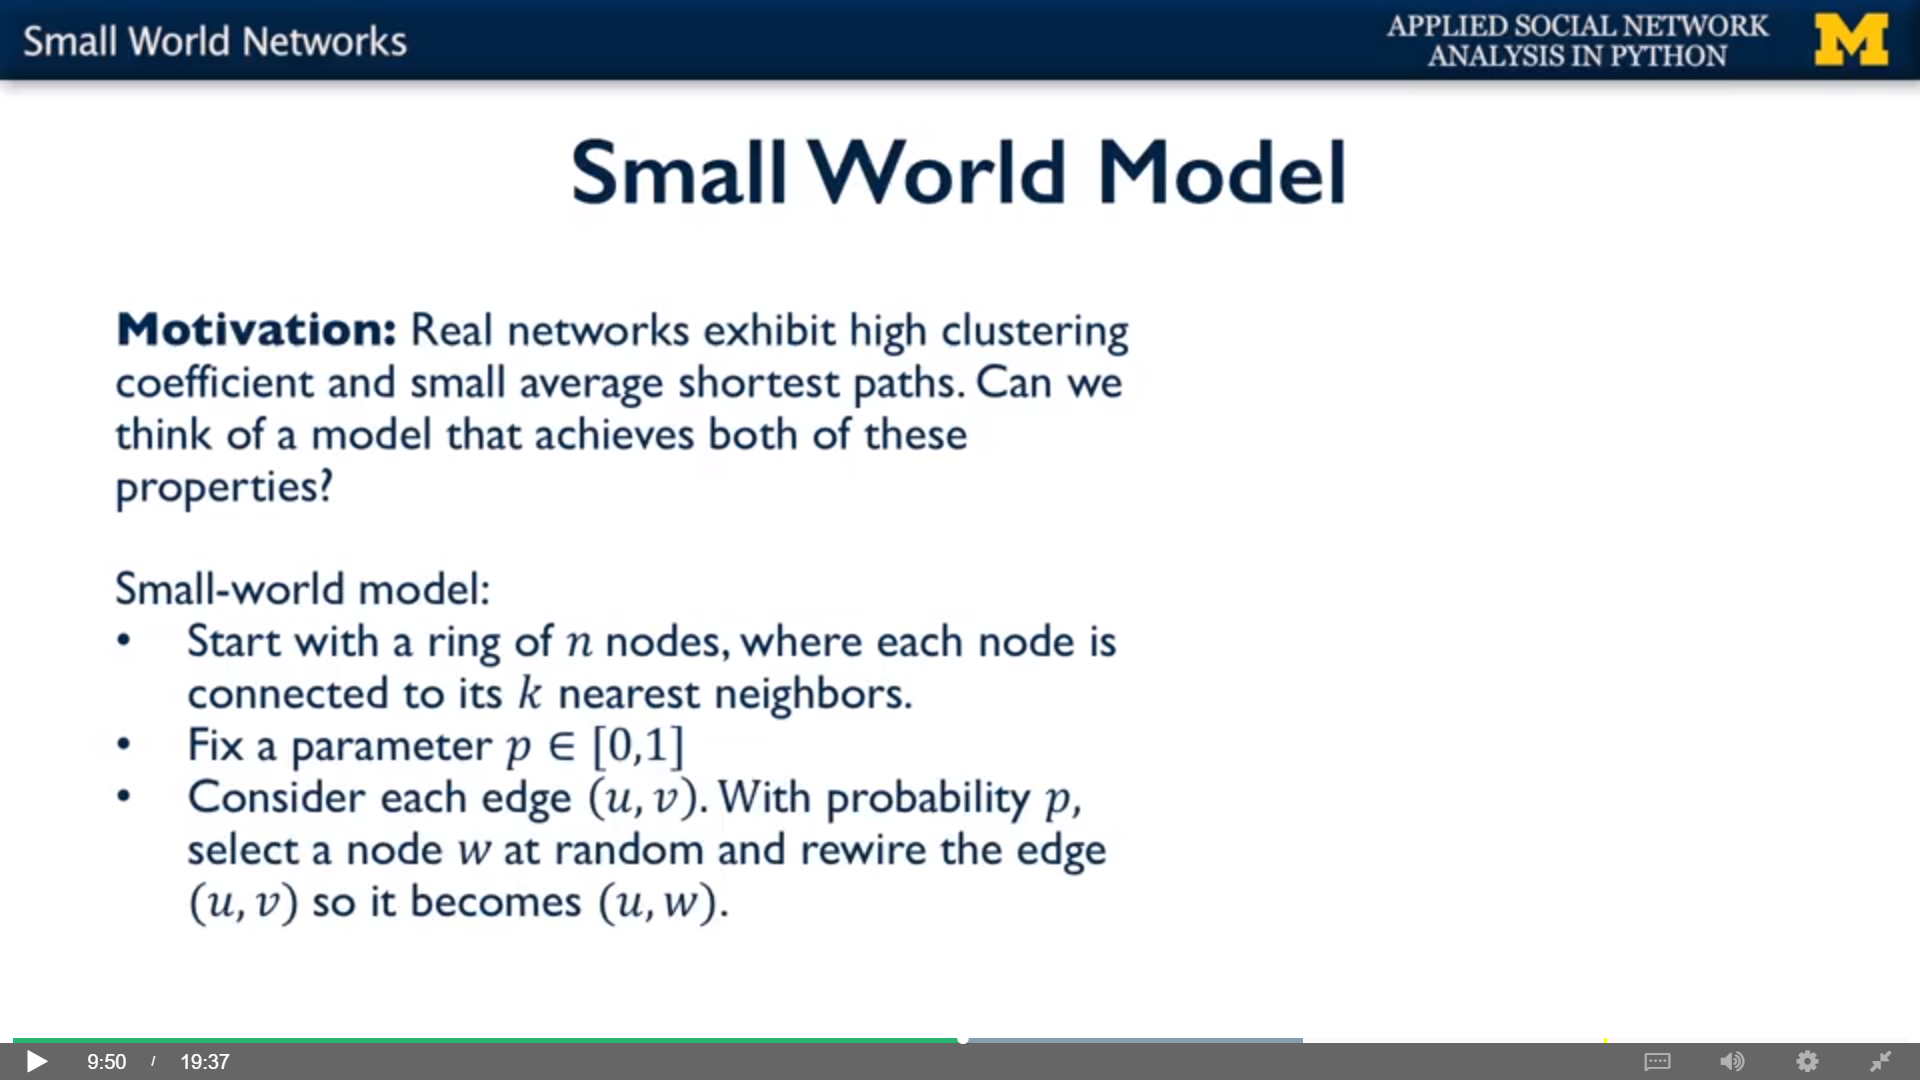 Small World Networks
APPLIED SOCIAL NETWORK
ANALYSIS IN PYTHON
M
Small World Model
Motivation: Real networks exhibit high clustering
coefficient and small average shortest paths. Can we
think of a model that achieves both of these
properties?
Small-world model:
• Start with a ring of n nodes, where each node is
connected to its k nearest neighbors.
• Fix a parameter p ∈ [0,1]
• Consider each edge (u, v). With probability p,
select a node w at random and rewire the edge
(u, v) so it becomes (u, w).
9:50 / 19:37